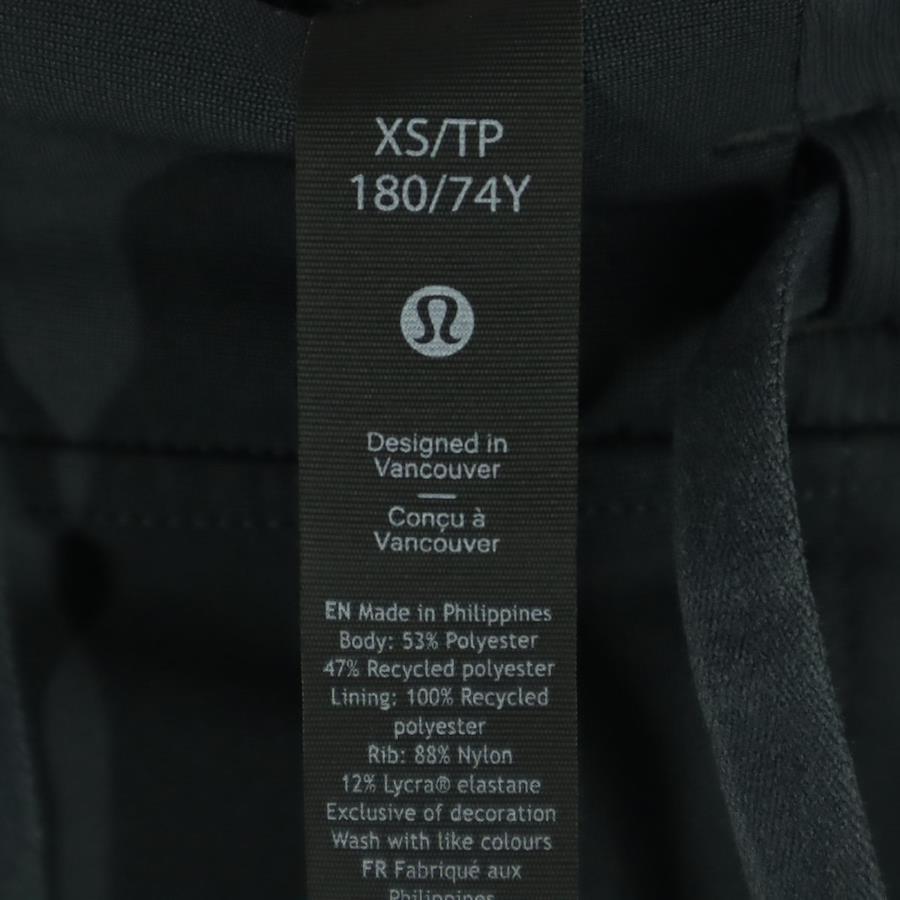 XS/TP
180/74Y
Designed in
Vancouver
Conçu à
Vancouver
EN Made in Philippines
Body: 53% Polyester
47% Recycled polyester
Lining: 100% Recycled
polyester
Rib: 88% Nylon
12% Lycra® elastane
Exclusive of decoration
Wash with like colours
FR Fabriqué aux
Philippines